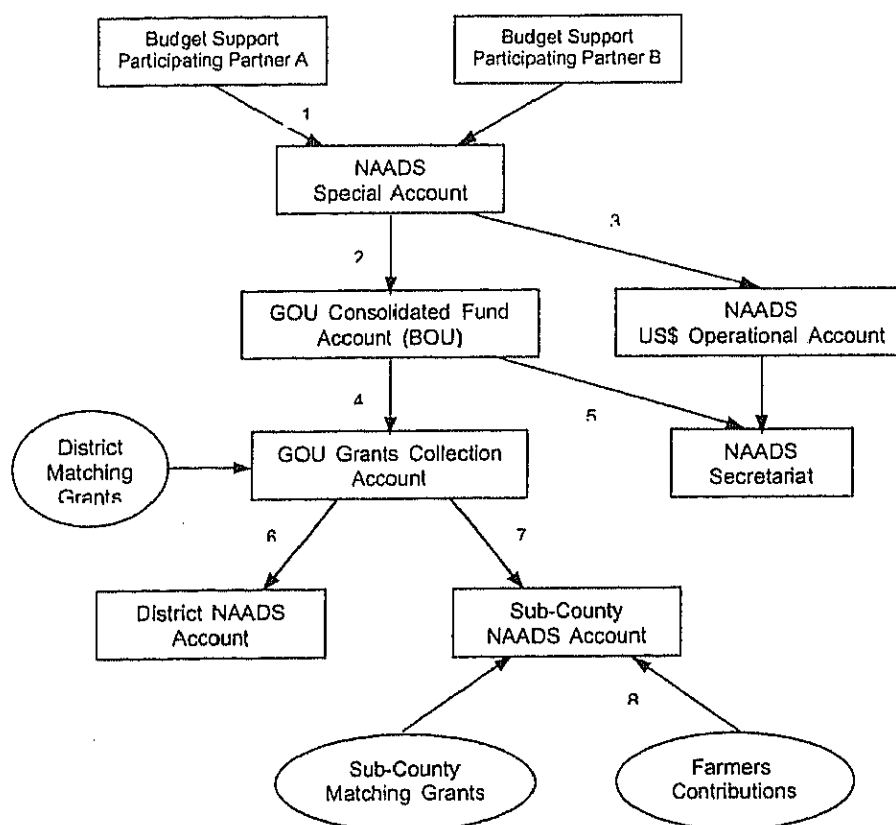 Budget Support
Participating Partner A
Budget Support
Participating Partner B
1
NAADS
Special Account
2
3
GOU Consolidated Fund
Account (BOU)
NAADS
US$ Operational Account
4
5
District
Matching
Grants
GOU Grants Collection
Account
NAADS
Secretariat
6
7
District NAADS
Account
Sub-County
NAADS Account
8
Sub-County
Matching Grants
Farmers
Contributions